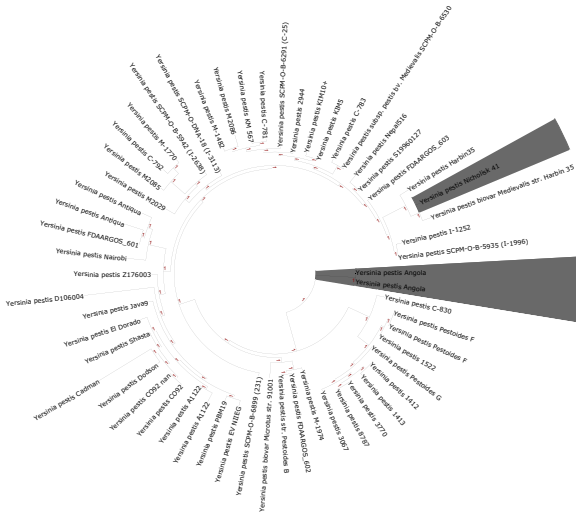 Yersinia pestis SCPM-O-B-6291 (C-25)
Yersinia pestis 2944
Yersinia pestis KIM10+
Yersinia pestis KIM5
Yersinia pestis C-783
Yersinia pestis subsp. pestis bv. Medievalis SCPM-O-B-6530
Yersinia pestis Nepal516
Yersinia pestis S19960127
Yersinia pestis FDAARGOS_603
Yersinia pestis Harbin35
Yersinia pestis Nicholisk 41
Yersinia pestis biovar Medievalis str. Harbin 35
Yersinia pestis I-1252
Yersinia pestis SCPM-O-B-5935 (I-1996)
Yersinia pestis Angola
Yersinia pestis Angola
Yersinia pestis C-830
Yersinia pestis Pestoides F
Yersinia pestis Pestoides F
Yersinia pestis 1522
Yersinia pestis Pestoides G
Yersinia pestis 1412
Yersinia pestis 1413
Yersinia pestis 3770
Yersinia pestis 8787
Yersinia pestis 3067
Yersinia pestis M-1974
Yersinia pestis FDAARGOS_602
Yersinia pestis str. Pestoides B
Yersinia pestis biovar Microtus str. 91001
Yersinia pestis SCPM-O-B-6899 (231)
Yersinia pestis EV NIIEG
Yersinia pestis PBM19
Yersinia pestis A1122
Yersinia pestis A1122
Yersinia pestis CO92
Yersinia pestis CO92 nan
Yersinia pestis Dodson
Yersinia pestis Cadman
Yersinia pestis Shasta
Yersinia pestis El Dorado
Yersinia pestis Java9
Yersinia pestis D106004
Yersinia pestis Z176003
Yersinia pestis Nairobi
Yersinia pestis FDAARGOS_601
Yersinia pestis Antiqua
Yersinia pestis Antiqua
Yersinia pestis M2029
Yersinia pestis M2085
Yersinia pestis C-792
Yersinia pestis M-1770
Yersinia pestis SCPM-O-B-5942 (I-2638)
Yersinia pestis SCPM-O-DNA-18 (I-3113)
Yersinia pestis M-1482
Yersinia pestis M2086
Yersinia pestis KM 567
Yersinia pestis C-781